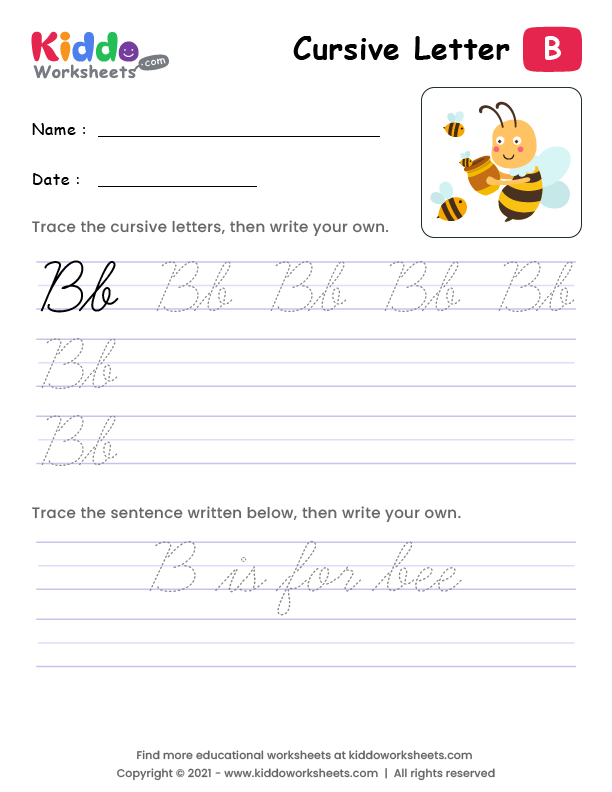 Kiddo Cursive Letter B
Worksheets .com
Name :
Date :
Trace the cursive letters, then write your own.
Bb Bb Bb Bb Bb
Bb
Bb
Trace the sentence written below, then write your own.
B is for bee
Find more educational worksheets at kiddoworksheets.com
Copyright © 2021 - www.kiddoworksheets.com | All rights reserved